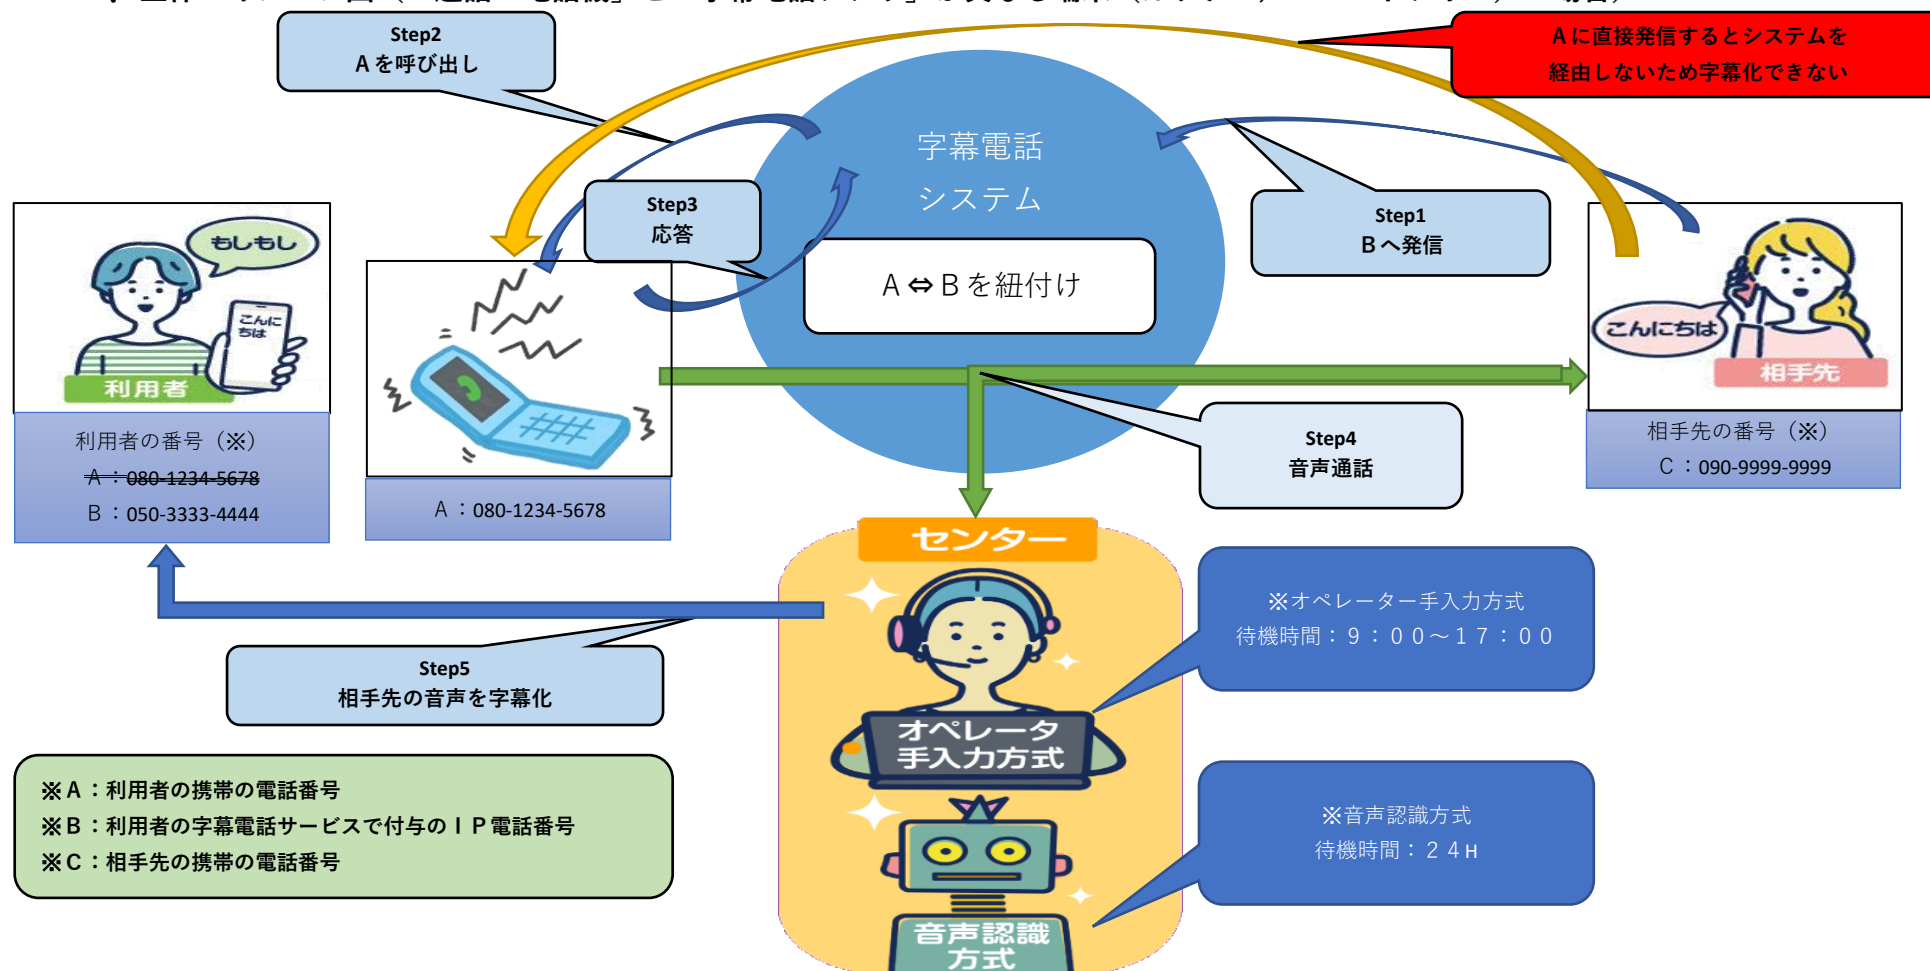 Step2
Aを呼び出し
Aに直接発信するとシステムを
経由しないため字幕化できない
字幕電話
システム
Step3
応答
Step1
Bへ発信
A⇔Bを紐付け
もしもし
こんに
ちは
利用者
こんにちは
相手先
利用者の番号（※）
A：080-1234-5678
B：050-3333-4444
A：080-1234-5678
相手先の番号（※）
C：090-9999-9999
Step4
音声通話
センター
※オペレーター手入力方式
待機時間：9：00～17：00
Step5
相手先の音声を字幕化
オペレータ
手入力方式
※A：利用者の携帯の電話番号
※B：利用者の字幕電話サービスで付与のIP電話番号
※C：相手先の携帯の電話番号
※音声認識方式
待機時間：24H
音声認識
方式